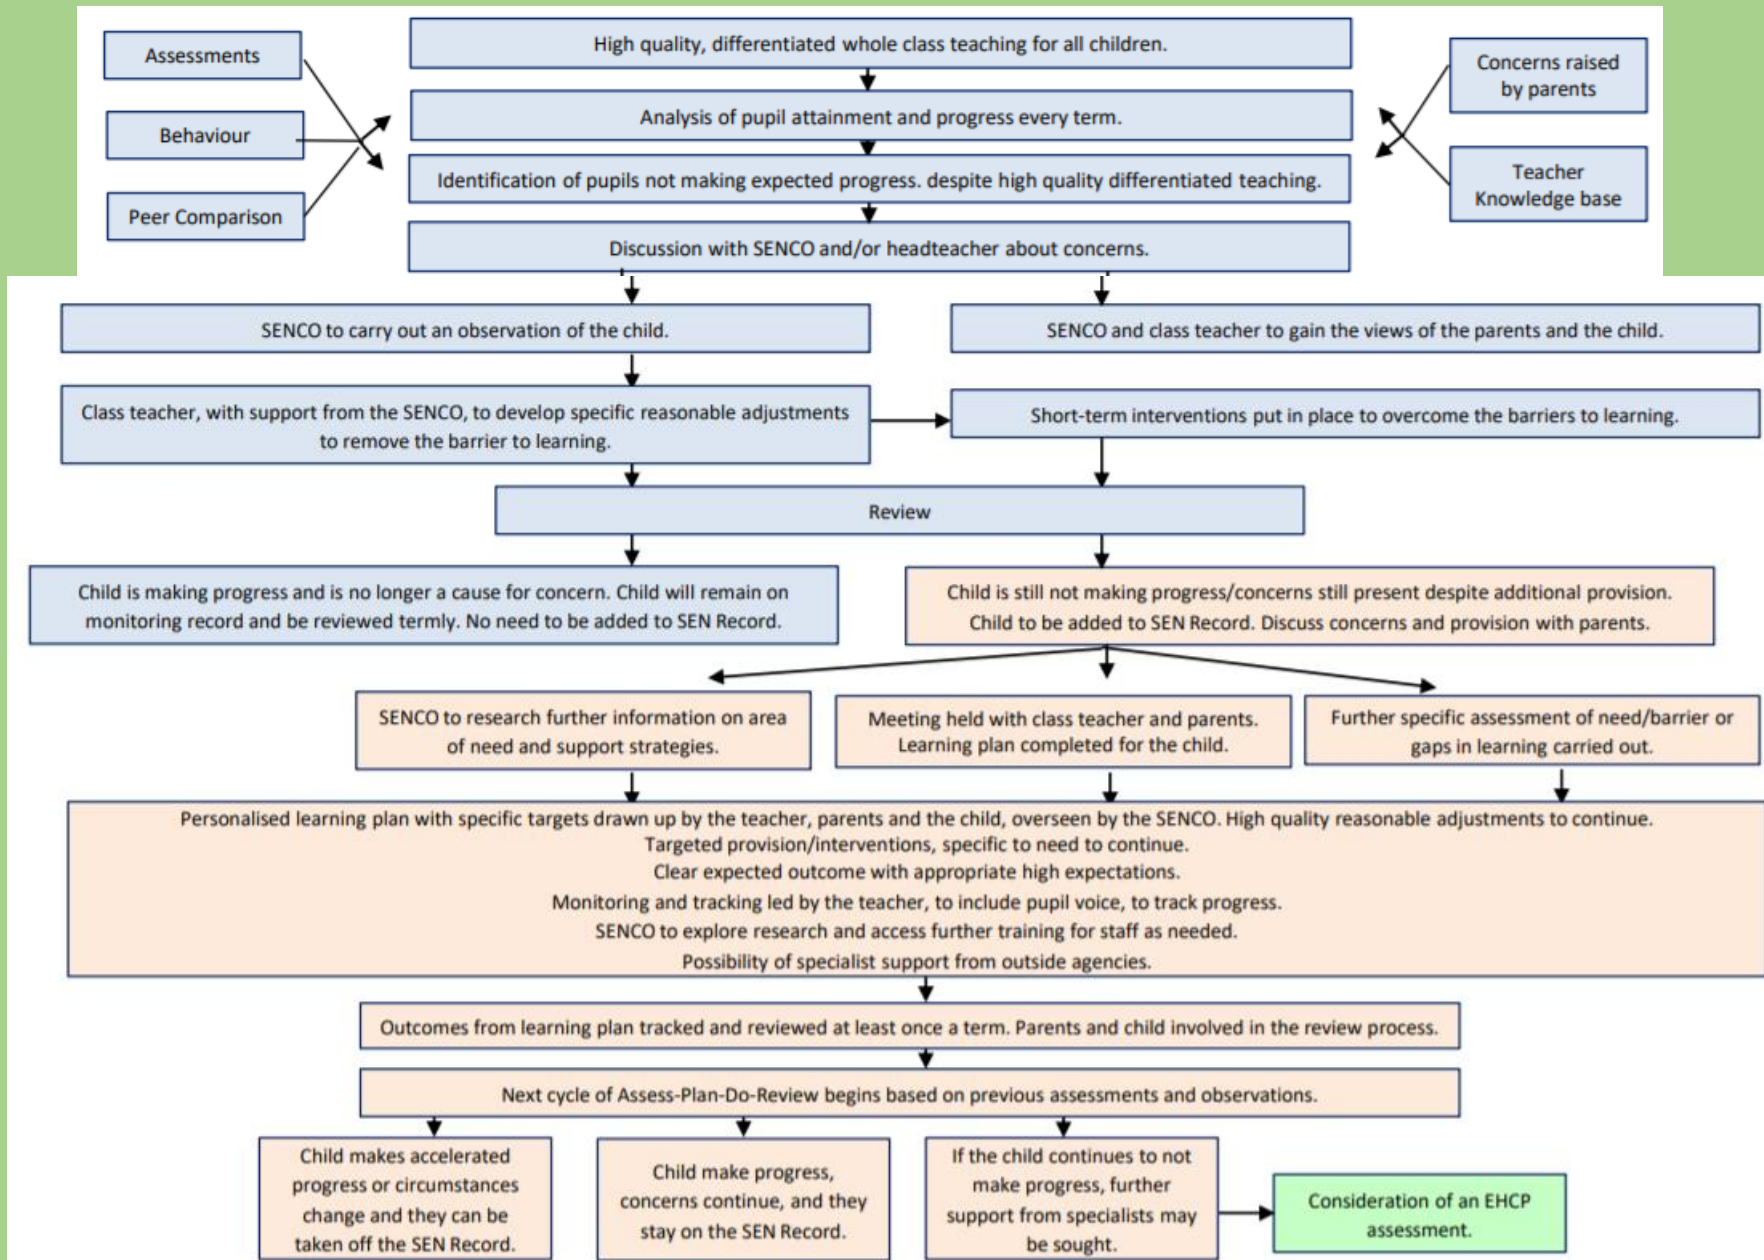 Assessments
Behaviour
Peer Comparison
High quality, differentiated whole class teaching for all children.
Analysis of pupil attainment and progress every term.
Identification of pupils not making expected progress. despite high quality differentiated teaching.
Discussion with SENCO and/or headteacher about concerns.
Concerns raised
by parents
Teacher
Knowledge base
SENCO to carry out an observation of the child.
SENCO and class teacher to gain the views of the parents and the child.
Class teacher, with support from the SENCO, to develop specific reasonable adjustments
to remove the barrier to learning.
Short-term interventions put in place to overcome the barriers to learning.
Review
Child is making progress and is no longer a cause for concern. Child will remain on
monitoring record and be reviewed termly. No need to be added to SEN Record.
Child is still not making progress/concerns still present despite additional provision.
Child to be added to SEN Record. Discuss concerns and provision with parents.
SENCO to research further information on area
of need and support strategies.
Meeting held with class teacher and parents.
Learning plan completed for the child.
Further specific assessment of need/barrier or
gaps in learning carried out.
Personalised learning plan with specific targets drawn up by the teacher, parents and the child, overseen by the SENCO. High quality reasonable adjustments to continue.
Targeted provision/interventions, specific to need to continue.
Clear expected outcome with appropriate high expectations.
Monitoring and tracking led by the teacher, to include pupil voice, to track progress.
SENCO to explore research and access further training for staff as needed.
Possibility of specialist support from outside agencies.
Outcomes from learning plan tracked and reviewed at least once a term. Parents and child involved in the review process.
Next cycle of Assess-Plan-Do-Review begins based on previous assessments and observations.
Child makes accelerated
progress or circumstances
change and they can be
taken off the SEN Record.
Child make progress,
concerns continue, and they
stay on the SEN Record.
If the child continues to not
make progress, further
support from specialists may
be sought.
Consideration of an EHCP
assessment.